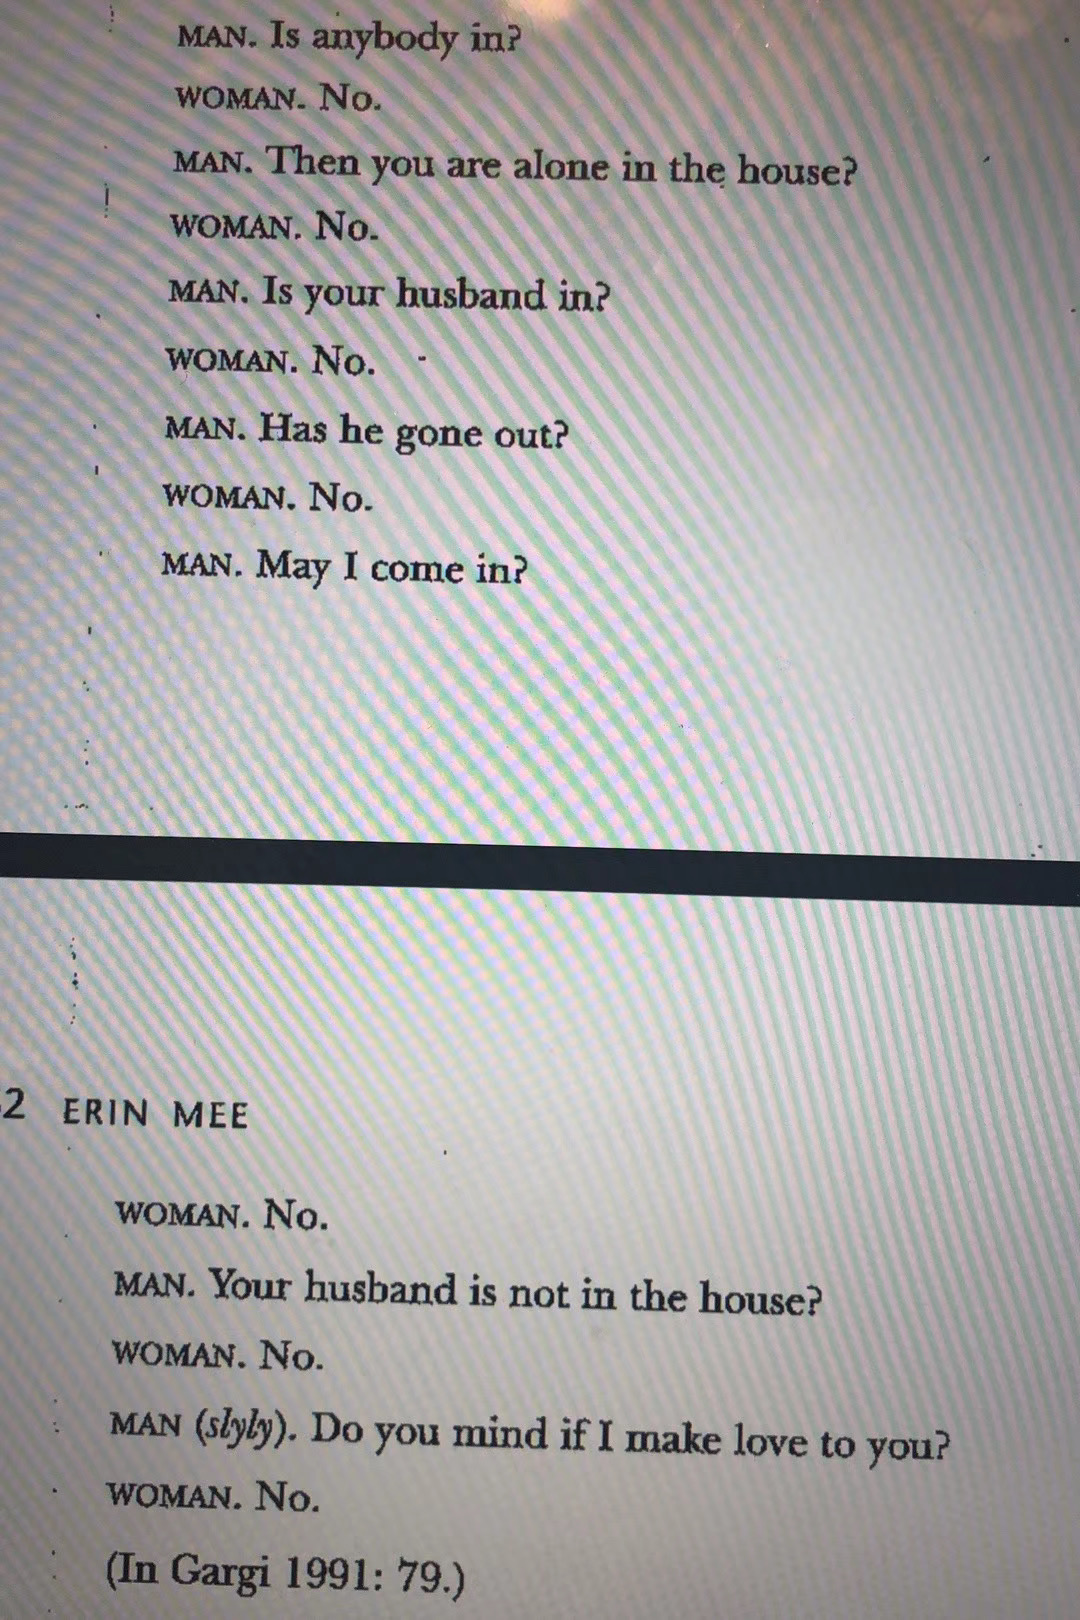 MAN. Is anybody in?
WOMAN. No.
MAN. Then you are alone in the house?
WOMAN. No.
MAN. Is your husband in?
WOMAN. No.
MAN. Has he gone out?
WOMAN. No.
MAN. May I come in?
2 ERIN MEE
WOMAN. No.
MAN. Your husband is not in the house?
WOMAN. No.
MAN (slyly). Do you mind if I make love to you?
WOMAN. No.
(In Gargi 1991: 79.)